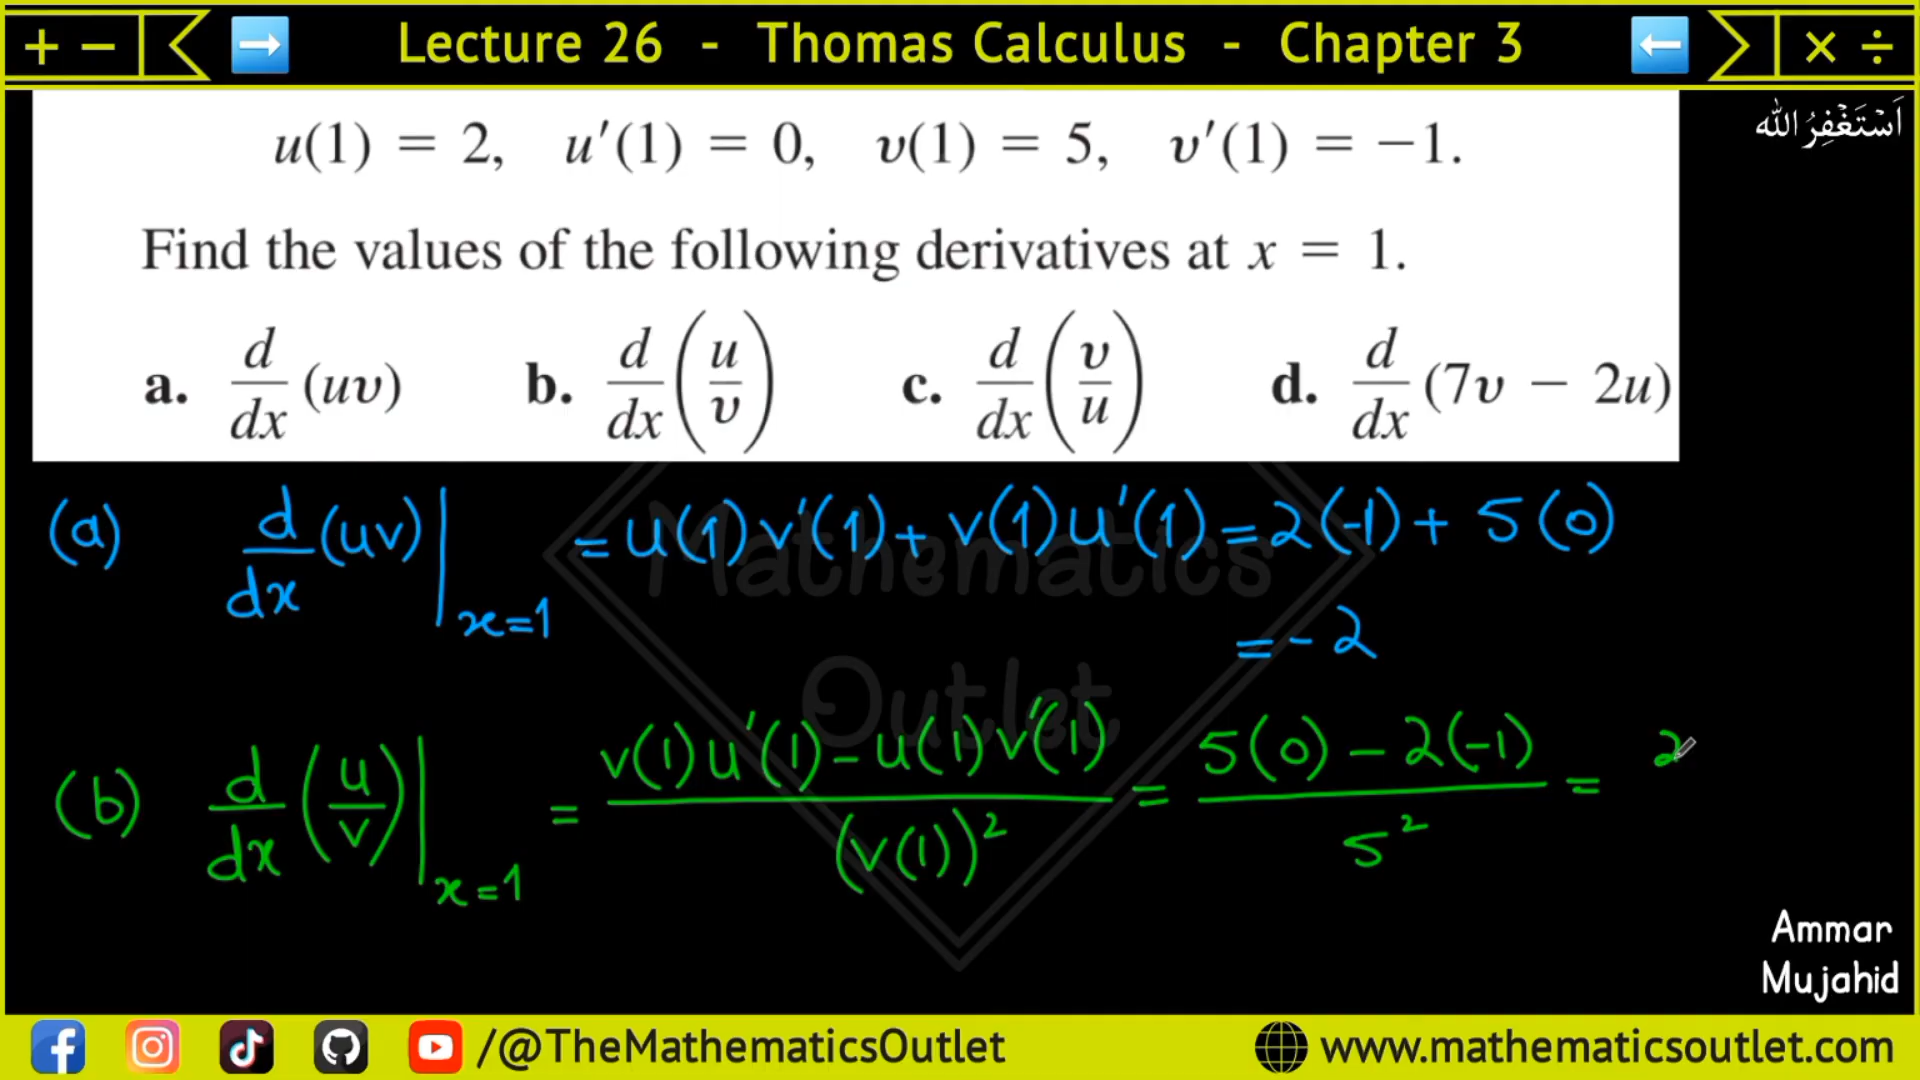 + − Lecture 26 - Thomas Calculus - Chapter 3 × ÷
اَسْتَغْفِرُ الله
u(1) = 2, u′(1) = 0, v(1) = 5, v′(1) = −1.
Find the values of the following derivatives at x = 1.
a. d/dx (uv) b. d/dx (u/v) c. d/dx (v/u) d. d/dx (7v − 2u)
(a) d/dx (uv) |x=1 = u(1)v′(1) + v(1)u′(1) = 2(-1) + 5(0)
= -2
Mathematics
Outlet
(b) d/dx (u/v) |x=1 = v(1)u′(1) - u(1)v′(1) / (v(1))² = 5(0) - 2(-1) / 5² = 2
Ammar
Mujahid
/@TheMathematicsOutlet www.mathematicsoutlet.com